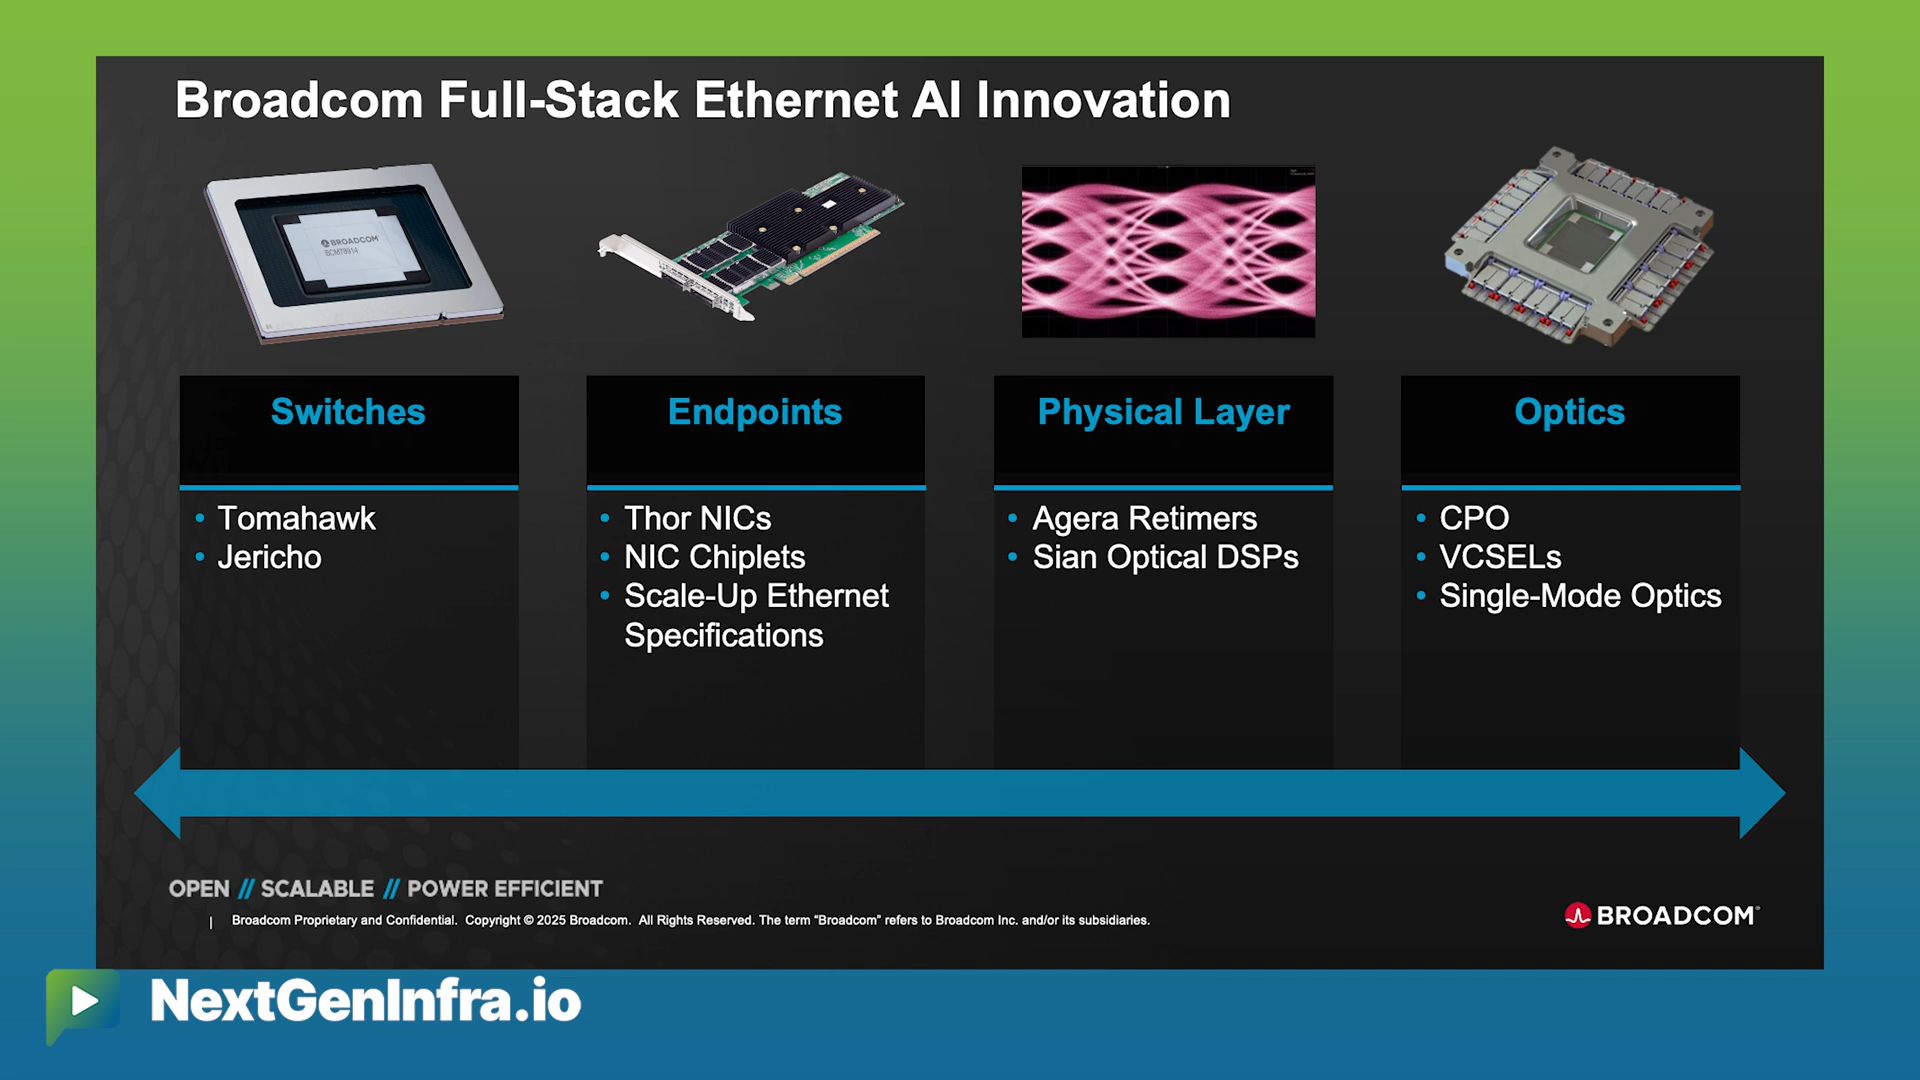 Broadcom Full-Stack Ethernet AI Innovation
BROADCOM
BCM78914
Switches
• Tomahawk
• Jericho
Endpoints
• Thor NICs
• NIC Chiplets
• Scale-Up Ethernet
Specifications
Physical Layer
• Agera Retimers
• Sian Optical DSPs
Optics
• CPO
• VCSELs
• Single-Mode Optics
OPEN // SCALABLE // POWER EFFICIENT
| Broadcom Proprietary and Confidential. Copyright © 2025 Broadcom. All Rights Reserved. The term “Broadcom” refers to Broadcom Inc. and/or its subsidiaries.
BROADCOM®
NextGenInfra.io